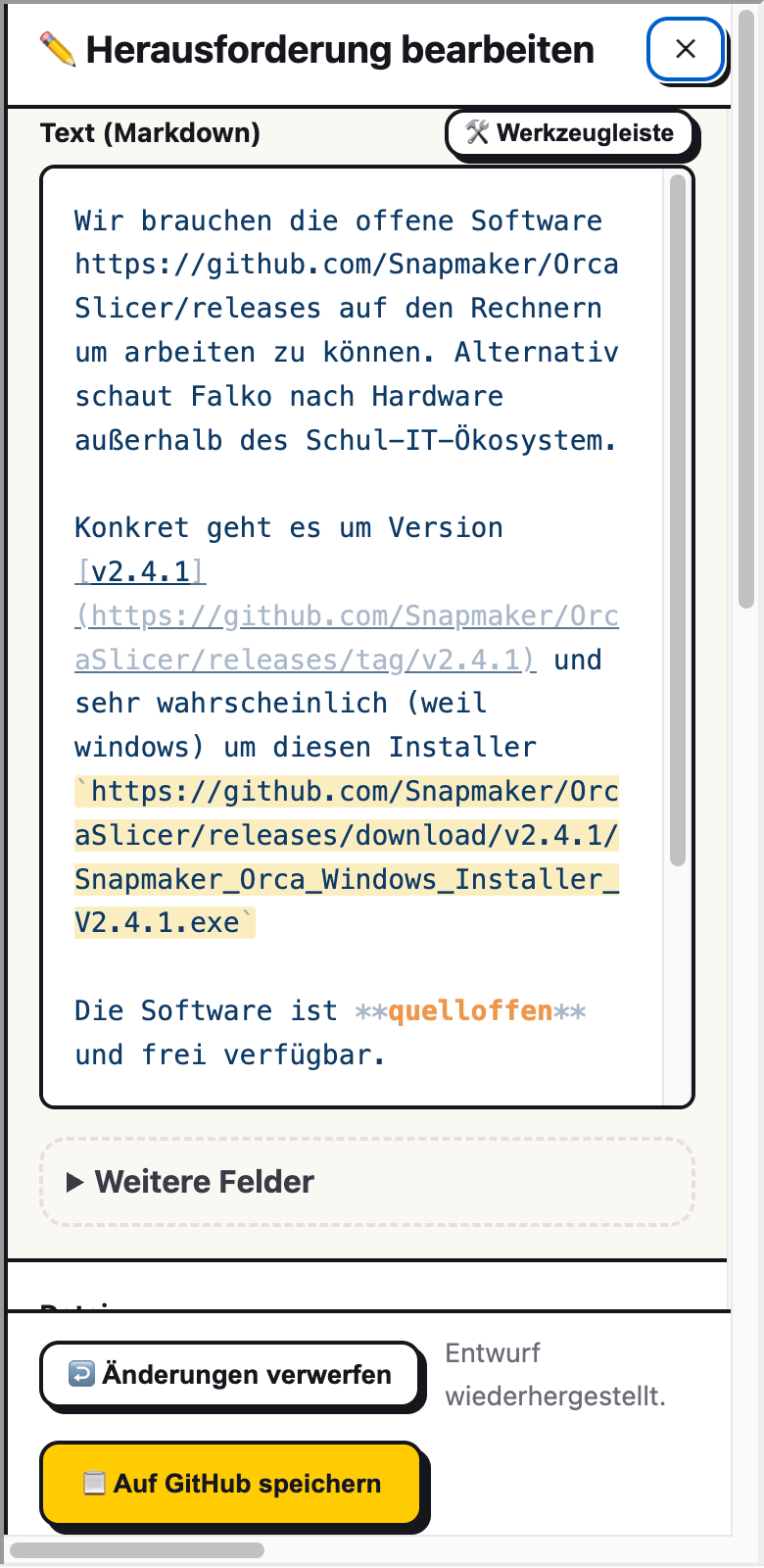 ✏️ Herausforderung bearbeiten
×
Text (Markdown)
🛠️ Werkzeugleiste
Wir brauchen die offene Software
https://github.com/Snapmaker/Orca
Slicer/releases auf den Rechnern
um arbeiten zu können. Alternativ
schaut Falko nach Hardware
außerhalb des Schul-IT-Ökosystem.
Konkret geht es um Version
[v2.4.1]
(https://github.com/Snapmaker/Orc
aSlicer/releases/tag/v2.4.1) und
sehr wahrscheinlich (weil
windows) um diesen Installer
`https://github.com/Snapmaker/Orc
aSlicer/releases/download/v2.4.1/
Snapmaker_Orca_Windows_Installer_
V2.4.1.exe`
Die Software ist **quelloffen**
und frei verfügbar.
▶ Weitere Felder
↩️ Änderungen verwerfen
Entwurf
wiederhergestellt.
📋 Auf GitHub speichern